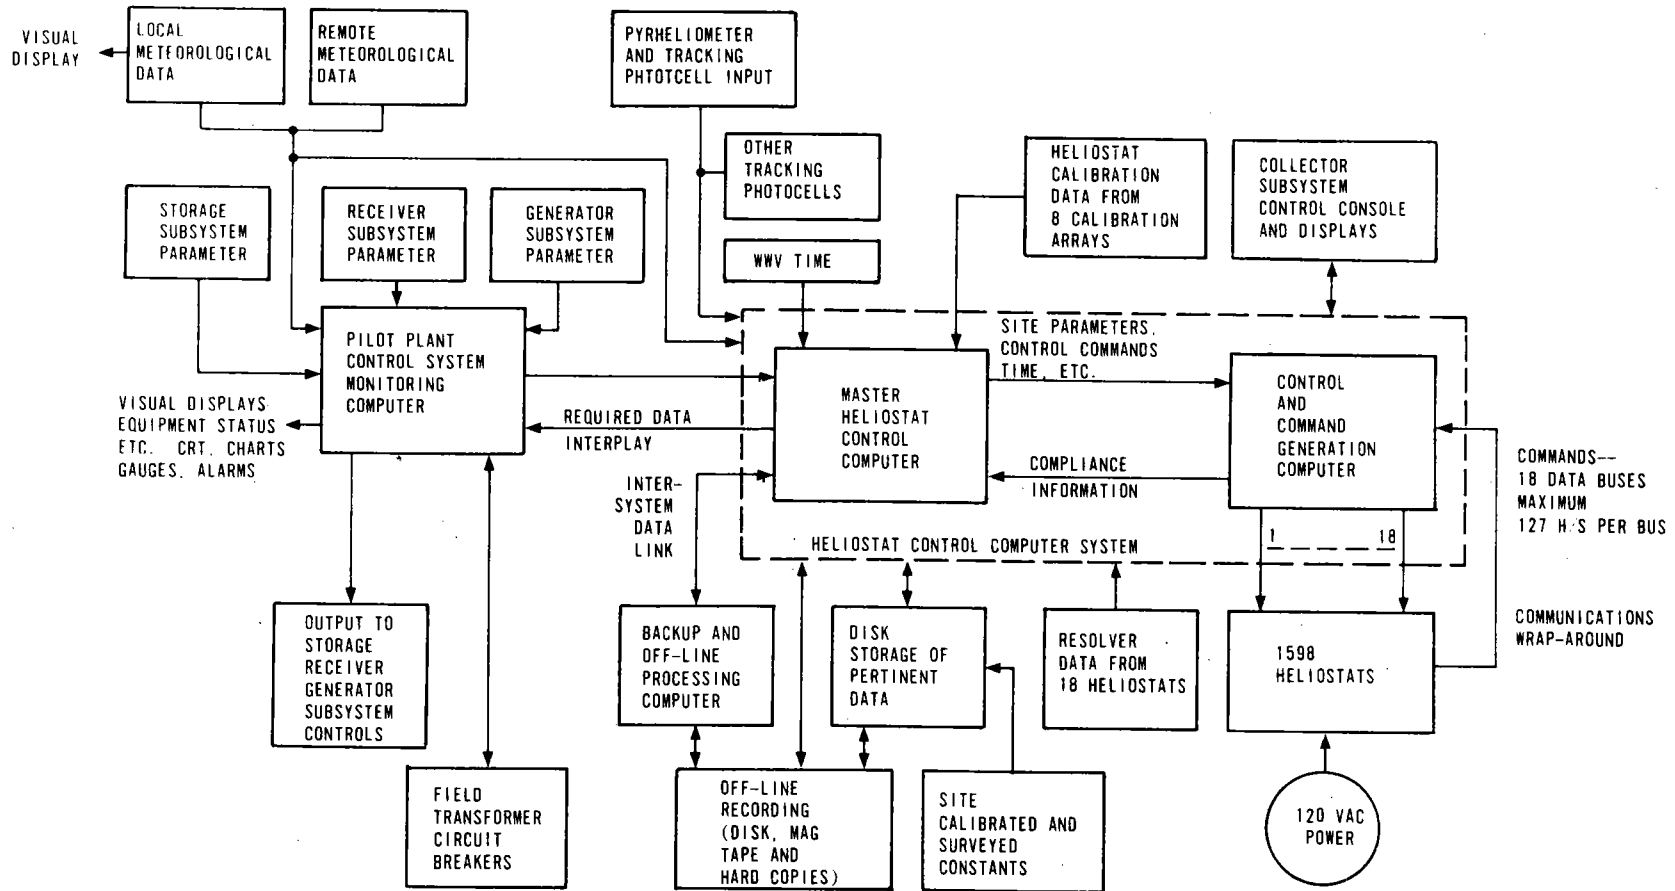 VISUAL
DISPLAY
LOCAL
METEOROLOGICAL
DATA
REMOTE
METEOROLOGICAL
DATA
PYRHELIOMETER
AND TRACKING
PHTOTCELL INPUT
OTHER
TRACKING
PHOTOCELLS
HELIOSTAT
CALIBRATION
DATA FROM
8 CALIBRATION
ARRAYS
COLLECTOR
SUBSYSTEM
CONTROL CONSOLE
AND DISPLAYS
STORAGE
SUBSYSTEM
PARAMETER
RECEIVER
SUBSYSTEM
PARAMETER
GENERATOR
SUBSYSTEM
PARAMETER
WWV TIME
PILOT PLANT
CONTROL SYSTEM
MONITORING
COMPUTER
SITE PARAMETERS,
CONTROL COMMANDS
TIME, ETC.
MASTER
HELIOSTAT
CONTROL
COMPUTER
CONTROL
AND
COMMAND
GENERATION
COMPUTER
VISUAL DISPLAYS
EQUIPMENT STATUS
ETC. CRT, CHARTS
GAUGES, ALARMS
REQUIRED DATA
INTERPLAY
COMPLIANCE
INFORMATION
COMMANDS--
18 DATA BUSES
MAXIMUM
127 H'S PER BUS
INTER-
SYSTEM
DATA
LINK
HELIOSTAT CONTROL COMPUTER SYSTEM
1 18
OUTPUT TO
STORAGE
RECEIVER
GENERATOR
SUBSYSTEM
CONTROLS
BACKUP AND
OFF-LINE
PROCESSING
COMPUTER
DISK
STORAGE OF
PERTINENT
DATA
RESOLVER
DATA FROM
18 HELIOSTATS
1598
HELIOSTATS
COMMUNICATIONS
WRAP-AROUND
FIELD
TRANSFORMER
CIRCUIT
BREAKERS
OFF-LINE
RECORDING
(DISK, MAG
TAPE AND
HARD COPIES)
SITE
CALIBRATED AND
SURVEYED
CONSTANTS
120 VAC
POWER